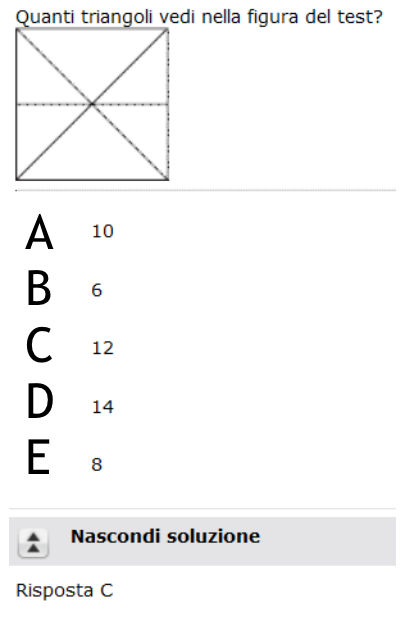 Quanti triangoli vedi nella figura del test?
A 10
B 6
C 12
D 14
E 8
Nascondi soluzione
Risposta C